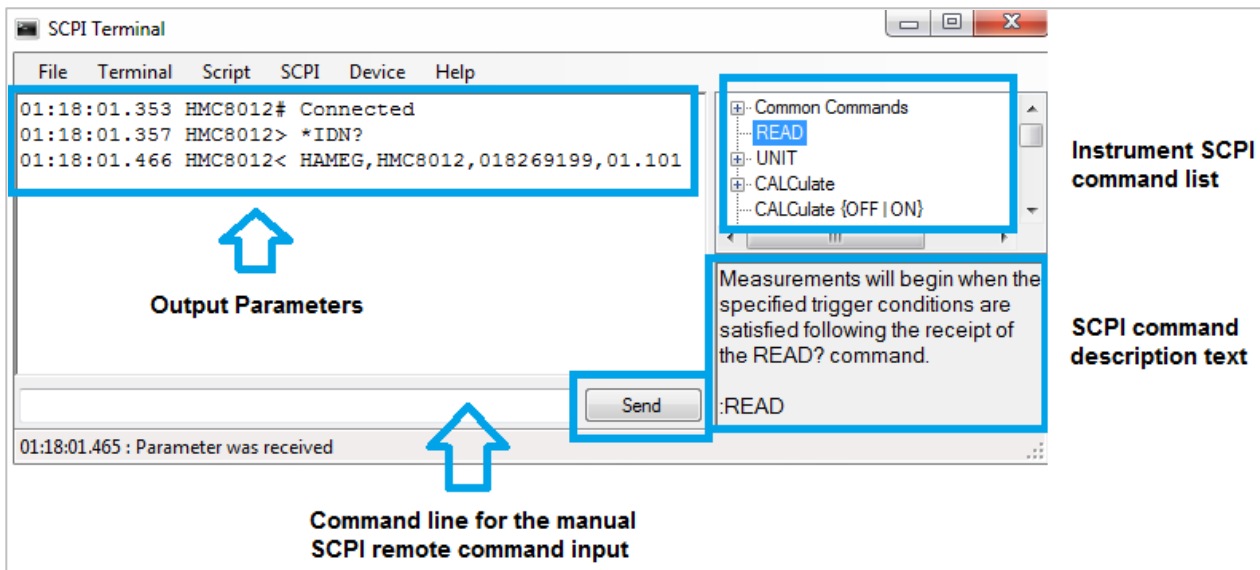 SCPI Terminal
File Terminal Script SCPI Device Help
01:18:01.353 HMC8012# Connected
01:18:01.357 HMC8012> *IDN?
01:18:01.466 HMC8012< HAMEG,HMC8012,018269199,01.101
Output Parameters
Send
01:18:01.465 : Parameter was received
Command line for the manual
SCPI remote command input
Common Commands
READ
UNIT
CALCulate
CALCulate {OFF | ON}
Instrument SCPI
command list
Measurements will begin when the
specified trigger conditions are
satisfied following the receipt of
the READ? command.
:READ
SCPI command
description text